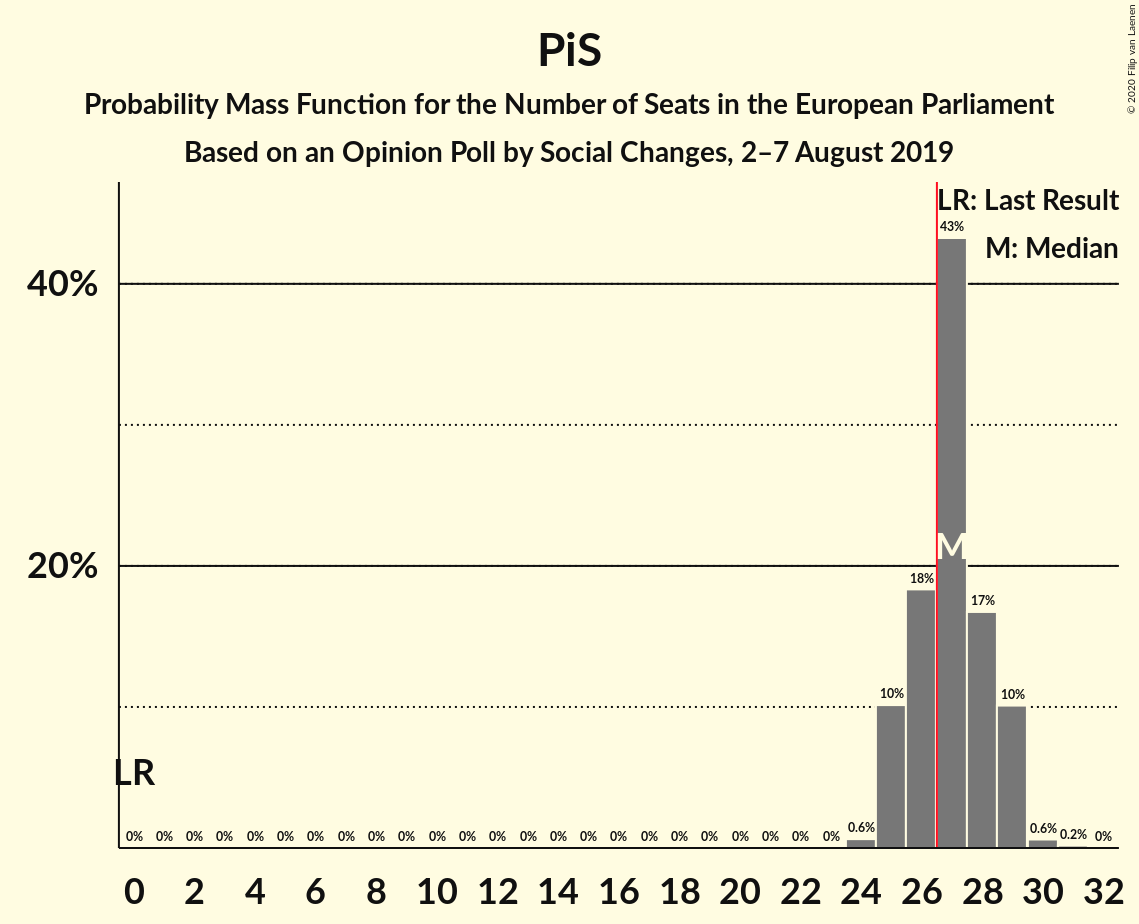 PiS
Probability Mass Function for the Number of Seats in the European Parliament
Based on an Opinion Poll by Social Changes, 2–7 August 2019
© 2020 Filip van Laenen
LR: Last Result
M: Median
43%
40%
M
20%
18%
17%
10%
10%
LR
0% 0% 0% 0% 0% 0% 0% 0% 0% 0% 0% 0% 0% 0% 0% 0% 0% 0% 0% 0% 0% 0% 0% 0% 0.6% 0.6% 0.2% 0%
0 2 4 6 8 10 12 14 16 18 20 22 24 26 28 30 32